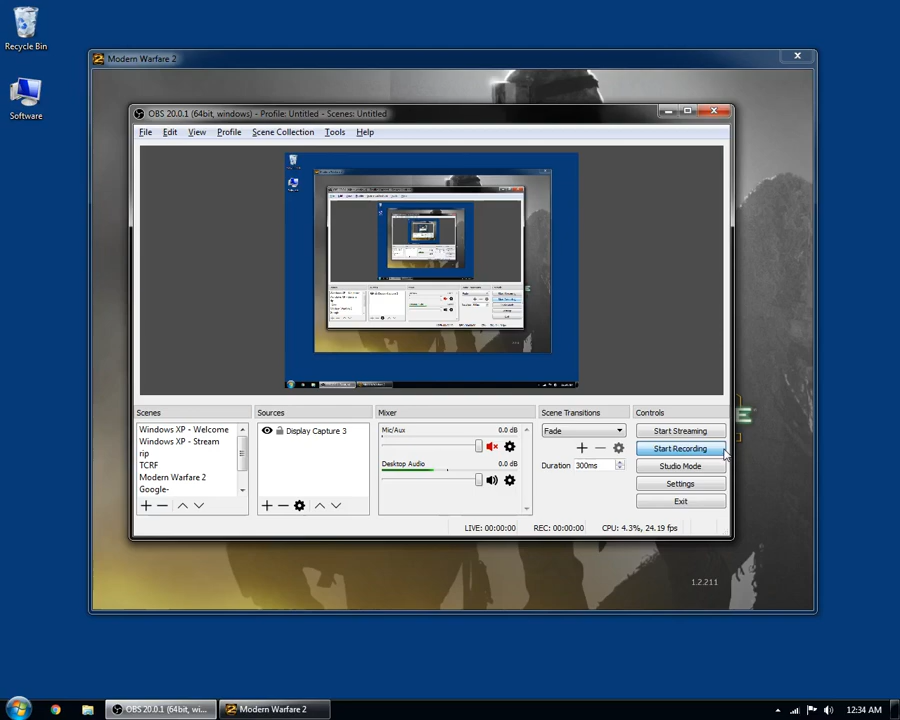 Recycle Bin
Software
Modern Warfare 2
OBS 20.0.1 (64bit, windows) - Profile: Untitled - Scenes: Untitled
File Edit View Profile Scene Collection Tools Help
Scenes
Windows XP - Welcome
Windows XP - Stream
rip
TCRF
Modern Warfare 2
Google-
Sources
Display Capture 3
Mixer
Mic/Aux 0.0 dB
Desktop Audio 0.0 dB
Scene Transitions
Fade
Duration 300ms
Controls
Start Streaming
Start Recording
Studio Mode
Settings
Exit
LIVE: 00:00:00 REC: 00:00:00 CPU: 4.3%, 24.19 fps
E
1.2.211
OBS 20.0.1 (64bit, wi...
Modern Warfare 2
12:34 AM